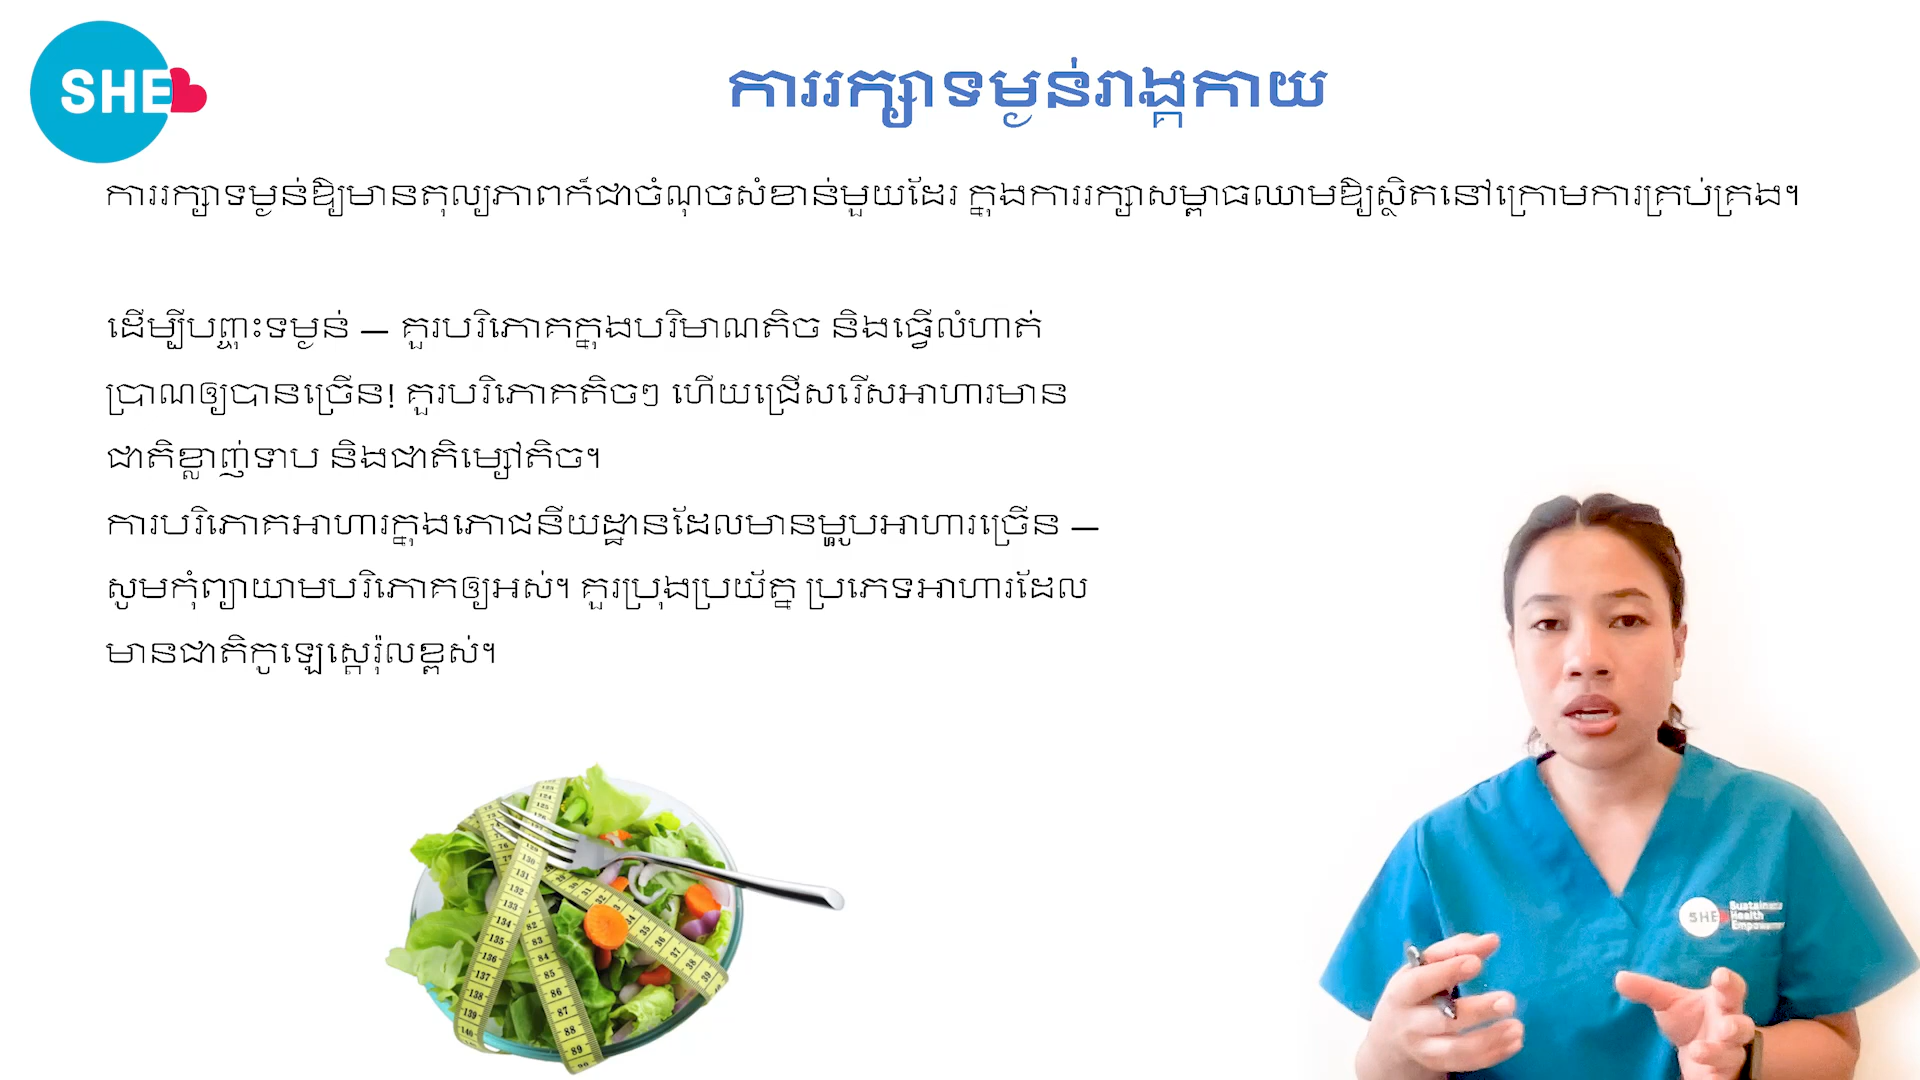 SHE
ការរក្សាទម្ងន់រាង្គកាយ
ការរក្សាទម្ងន់ឱ្យមានតុល្យភាពក៏ជាចំណុចសំខាន់មួយដែរ ក្នុងការរក្សាសម្ពាធឈាមឱ្យស្ថិតនៅក្រោមការគ្រប់គ្រង។
ដើម្បីបញ្ចុះទម្ងន់ — គួរបរិភោគក្នុងបរិមាណតិច និងធ្វើលំហាត់
ប្រាណឲ្យបានច្រើន! គួរបរិភោគតិចៗ ហើយជ្រើសរើសអាហារមាន
ជាតិខ្លាញ់ទាប និងជាតិម្សៅតិច។
ការបរិភោគអាហារក្នុងភោជនីយដ្ឋានដែលមានម្ហូបអាហារច្រើន —
សូមកុំព្យាយាមបរិភោគឲ្យអស់។ គួរប្រុងប្រយ័ត្ន ប្រភេទអាហារដែល
មានជាតិកូឡេស្តេរ៉ុលខ្ពស់។
SHE
Health